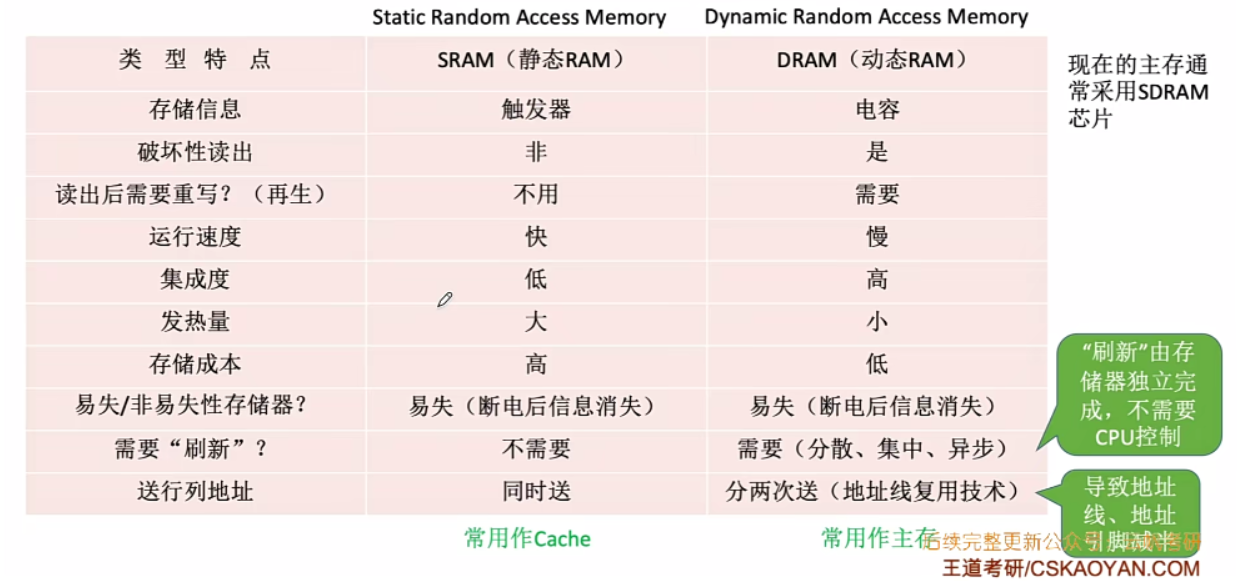 Static Random Access Memory Dynamic Random Access Memory
类 型 特 点 SRAM（静态RAM） DRAM（动态RAM）
现在的主存通
常采用SDRAM
芯片
存储信息 触发器 电容
破坏性读出 非 是
读出后需要重写？（再生） 不用 需要
运行速度 快 慢
集成度 低 高
发热量 大 小
存储成本 高 低
易失/非易失性存储器？ 易失（断电后信息消失） 易失（断电后信息消失）
需要“刷新”？ 不需要 需要（分散、集中、异步）
送行列地址 同时送 分两次送（地址线复用技术）
“刷新”由存
储器独立完
成，不需要
CPU控制
导致地址
线、地址
引脚减半
常用作Cache 常用作主存
后续完整更新公众号
王道考研/CSKAOYAN.COM